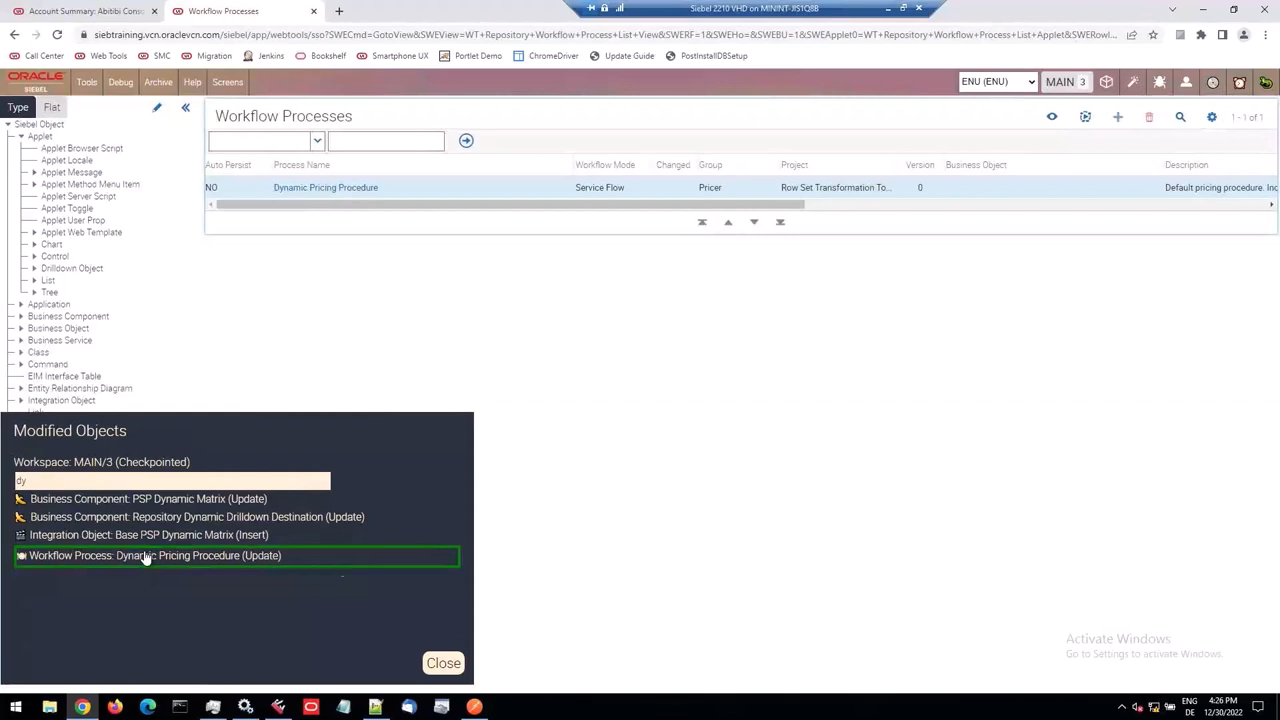 Account Summary: Abitibi Cons
Workflow Processes
Siebel 2210 VHD on MININT-JIS1Q8B
siebtraining.vcn.oraclevcn.com/siebel/app/webtools/sso?SWECmd=GotoView&SWEView=WT+Repository+Workflow+Process+List+View&SWERF=1&SWEHo=&SWEBU=1&SWEApplet0=WT+Repository+Workflow+Process+List+Applet&SWERowI...
Call Center Web Tools SMC Migration Jenkins Bookshelf Smartphone UX Portlet Demo ChromeDriver Update Guide PostInstallDBSetup
ORACLE SIEBEL Tools Debug Archive Help Screens ENU (ENU) MAIN 3
Type Flat
Siebel Object
Applet
Applet Browser Script
Applet Locale
Applet Message
Applet Method Menu Item
Applet Server Script
Applet Toggle
Applet User Prop
Applet Web Template
Chart
Control
Drilldown Object
List
Tree
Application
Business Component
Business Object
Business Service
Class
Command
EIM Interface Table
Entity Relationship Diagram
Integration Object
Link
Workflow Processes
1 - 1 of 1
Auto Persist Process Name Workflow Mode Changed Group Project Version Business Object Description
NO Dynamic Pricing Procedure Service Flow Pricer Row Set Transformation To... 0 Default pricing procedure. Inc
Modified Objects
Workspace: MAIN/3 (Checkpointed)
dy
Business Component: PSP Dynamic Matrix (Update)
Business Component: Repository Dynamic Drilldown Destination (Update)
Integration Object: Base PSP Dynamic Matrix (Insert)
Workflow Process: Dynamic Pricing Procedure (Update)
Close
Activate Windows
Go to Settings to activate Windows.
ENG
DE
4:26 PM
12/30/2022